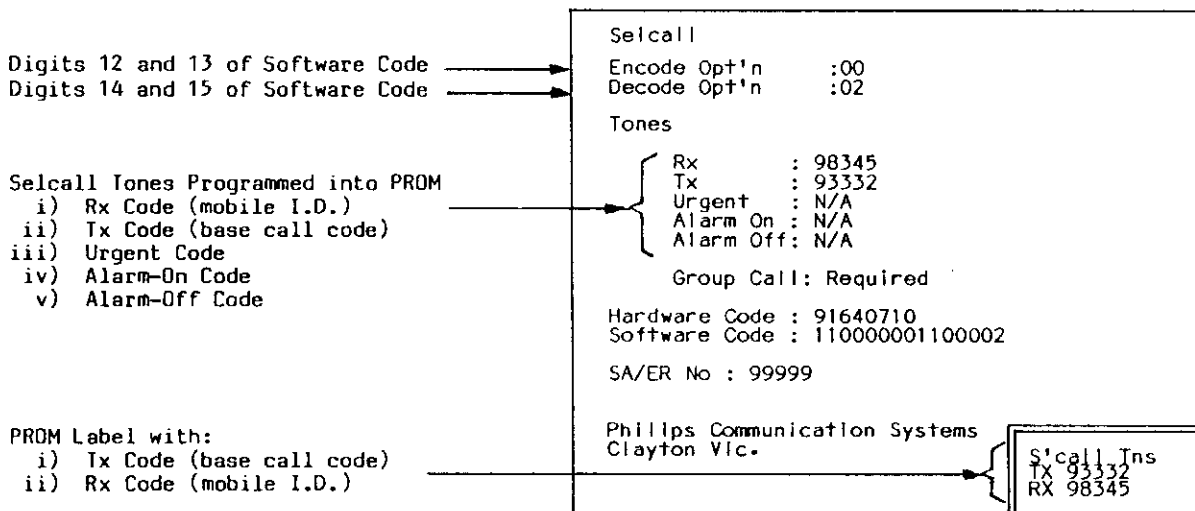 Digits 12 and 13 of Software Code
Digits 14 and 15 of Software Code
Selcall Tones Programmed into PROM
i) Rx Code (mobile I.D.)
ii) Tx Code (base call code)
iii) Urgent Code
iv) Alarm-On Code
v) Alarm-Off Code
PROM Label with:
i) Tx Code (base call code)
ii) Rx Code (mobile I.D.)
Selcall
Encode Opt'n :00
Decode Opt'n :02
Tones
Rx : 98345
Tx : 93332
Urgent : N/A
Alarm On : N/A
Alarm Off: N/A
Group Call: Required
Hardware Code : 91640710
Software Code : 110000001100002
SA/ER No : 99999
Philips Communication Systems
Clayton Vic.
S'call Tns
TX 93332
RX 98345